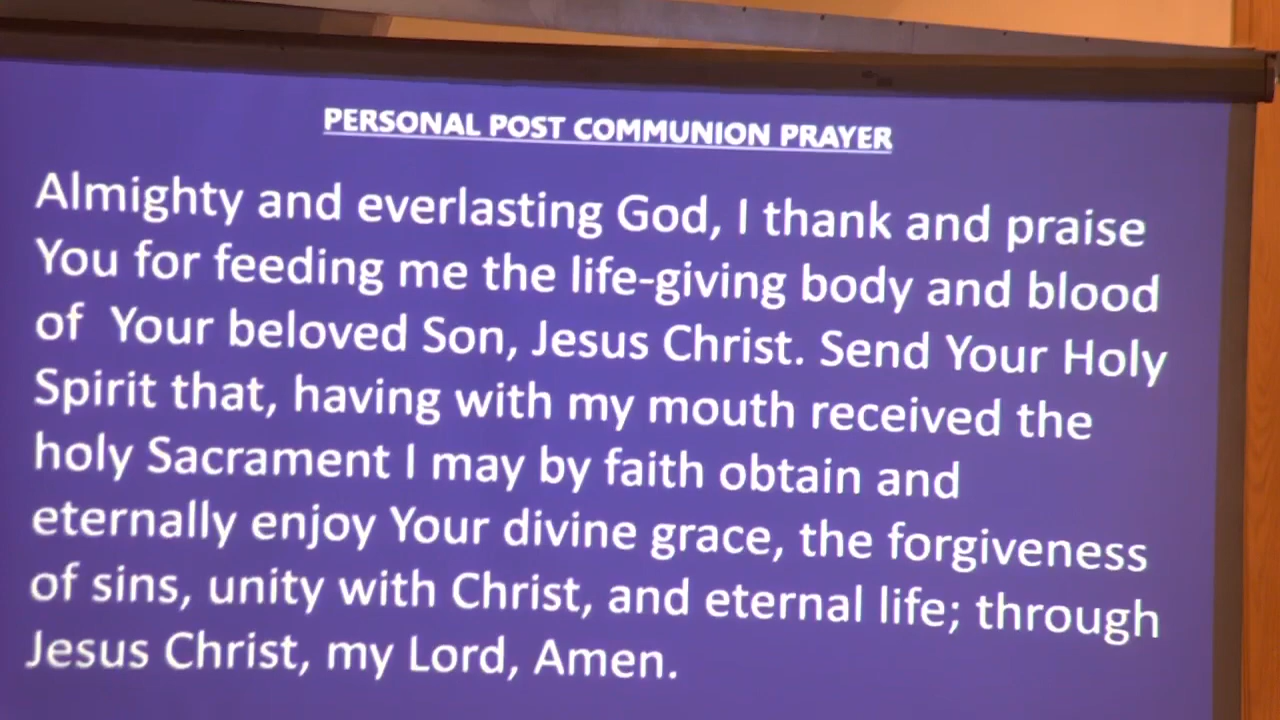 PERSONAL POST COMMUNION PRAYER
Almighty and everlasting God, I thank and praise
You for feeding me the life-giving body and blood
of  Your beloved Son, Jesus Christ. Send Your Holy
Spirit that, having with my mouth received the
holy Sacrament I may by faith obtain and
eternally enjoy Your divine grace, the forgiveness
of sins, unity with Christ, and eternal life; through
Jesus Christ, my Lord, Amen.